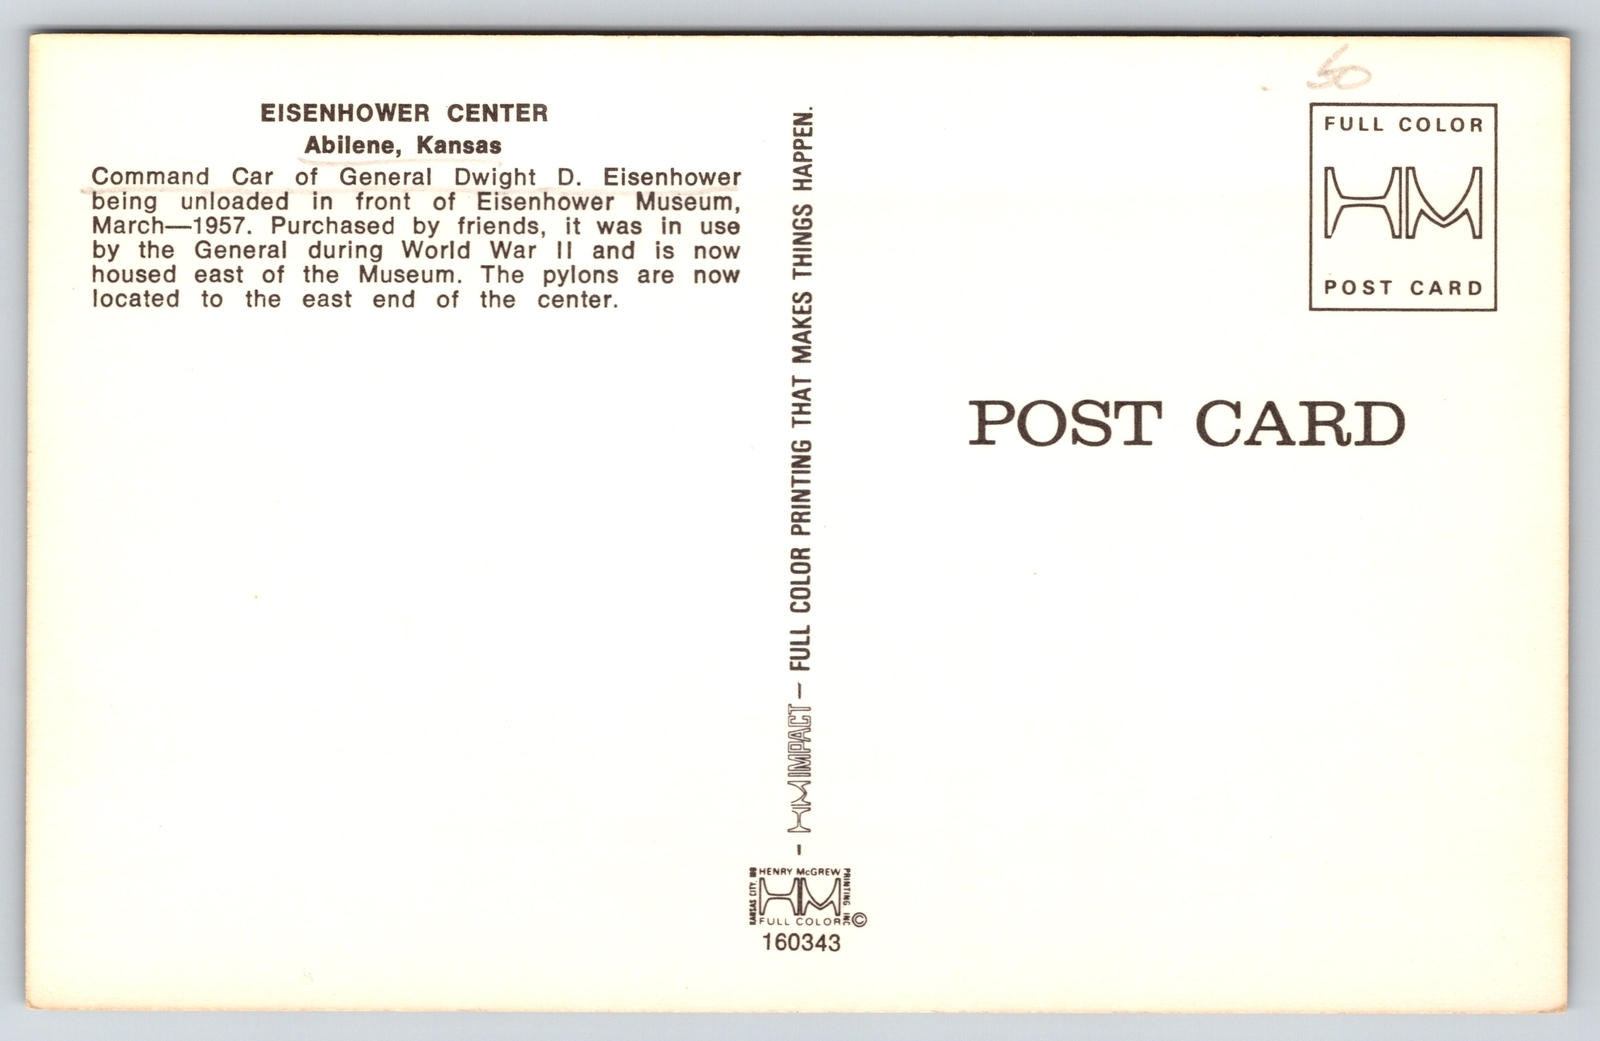 50
EISENHOWER CENTER
Abilene, Kansas
Command Car of General Dwight D. Eisenhower
being unloaded in front of Eisenhower Museum,
March—1957. Purchased by friends, it was in use
by the General during World War II and is now
housed east of the Museum. The pylons are now
located to the east end of the center.
- HM IMPACT — FULL COLOR PRINTING THAT MAKES THINGS HAPPEN.
FULL COLOR
HM
POST CARD
POST CARD
KANSAS CITY, MO
HENRY McGREW
PRINTING, INC
HM
FULL COLOR
©
160343